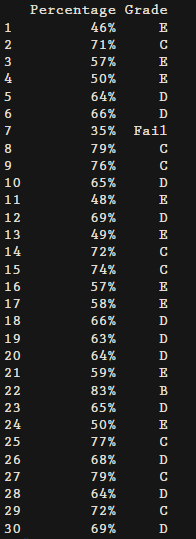 Percentage Grade
1 46% E
2 71% C
3 57% E
4 50% E
5 64% D
6 66% D
7 35% Fail
8 79% C
9 76% C
10 65% D
11 48% E
12 69% D
13 49% E
14 72% C
15 74% C
16 57% E
17 58% E
18 66% D
19 63% D
20 64% D
21 59% E
22 83% B
23 65% D
24 50% E
25 77% C
26 68% D
27 79% C
28 64% D
29 72% C
30 69% D